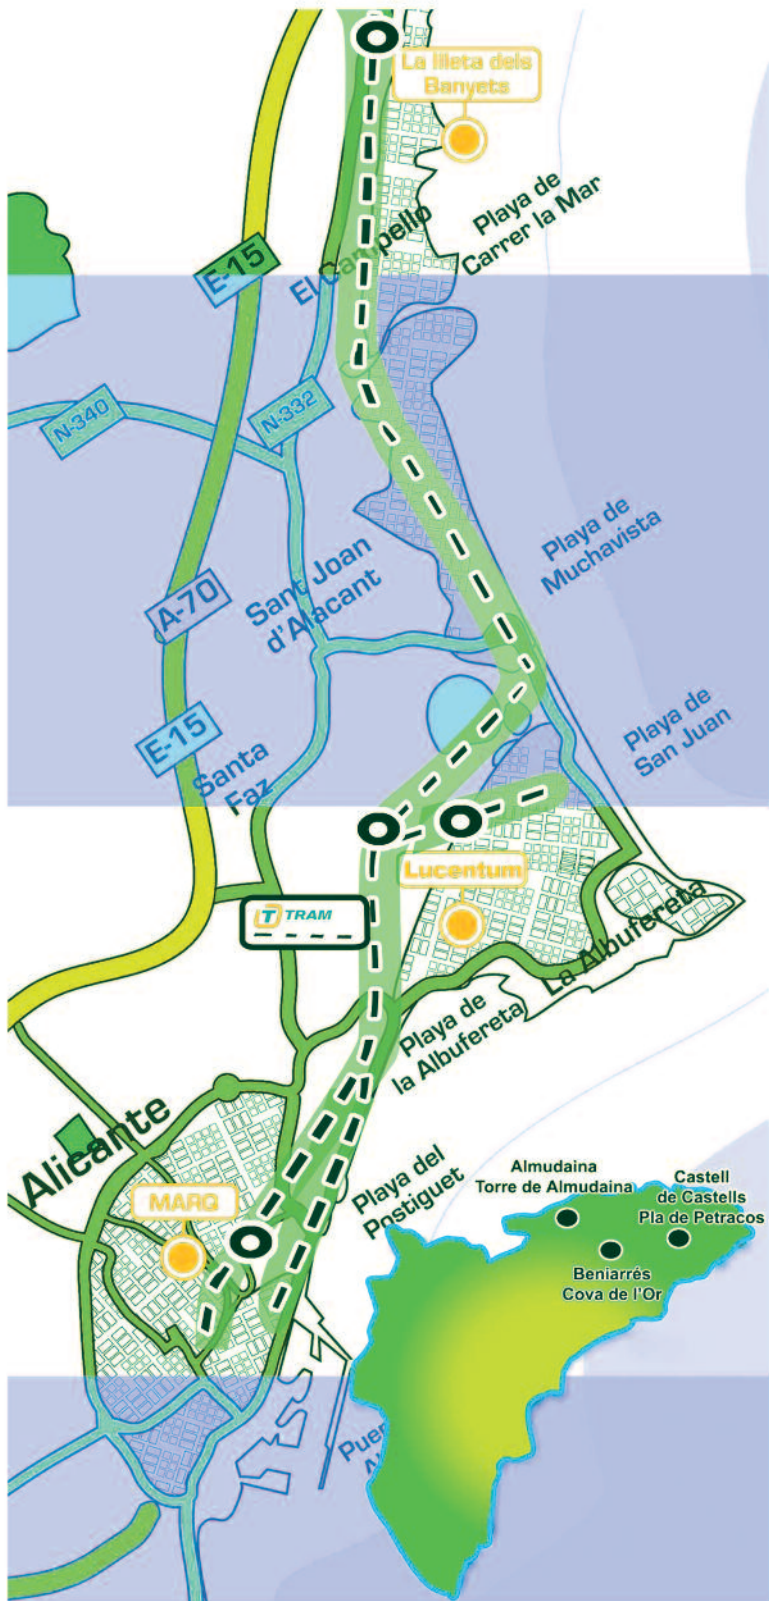 La Illeta dels
Banyets
Playa de
Carrer la Mar
El Campello
E-15
N-340
N-332
Playa de
Muchavista
Sant Joan
d'Alacant
A-70
E-15
Playa de
San Juan
Santa
Faz
Lucentum
T TRAM
La Albufereta
Playa de
la Albufereta
Alicante
MARQ
Playa del
Postiguet
Almudaina
Torre de Almudaina
Castell
de Castells
Pla de Petracos
Beniarrés
Cova de l'Or
Puer